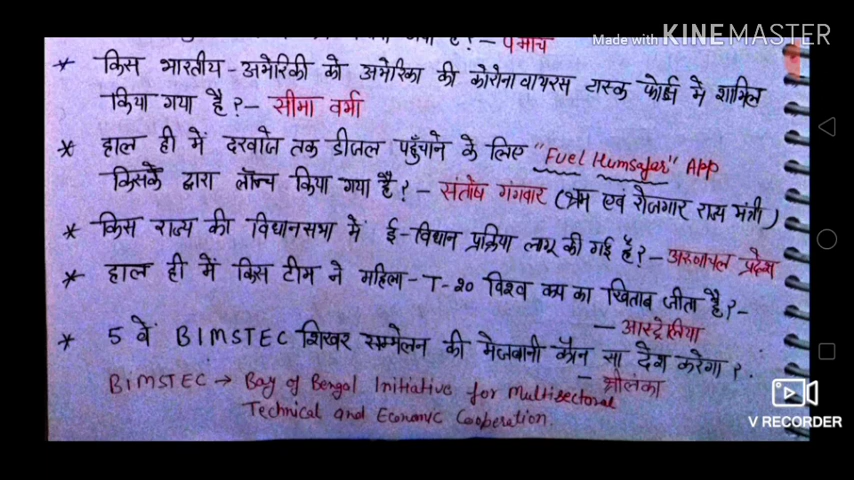 Made with KINEMASTER
है? - पंमाच
* किस भारतीय - अमेरिकी को अमेरिका की कोरोना वायरस टास्क फोर्स में शामिल
किया गया है? - सीमा वर्मा
* हाल ही में दरवाजे तक डीजल पहुँचाने के लिए "Fuel Humsafar" App
किसके द्वारा लॉन्च किया गया है? - संतोष गंगवार (श्रम एवं रोजगार राज्य मंत्री)
* किस राज्य की विधानसभा में ई-विधान प्रक्रिया लागू की गई है? - अरुणाचल प्रदेश
* हाल ही में किस टीम ने महिला - T-20 विश्व कप का खिताब जीता है? -
- आस्ट्रेलिया
* 5 वें BIMSTEC शिखर सम्मेलन की मेजबानी कौन सा देश करेगा?
- श्रीलंका
BIMSTEC → Bay of Bengal Initiative for Multisectoral
Technical and Economic Cooperation.
V RECORDER